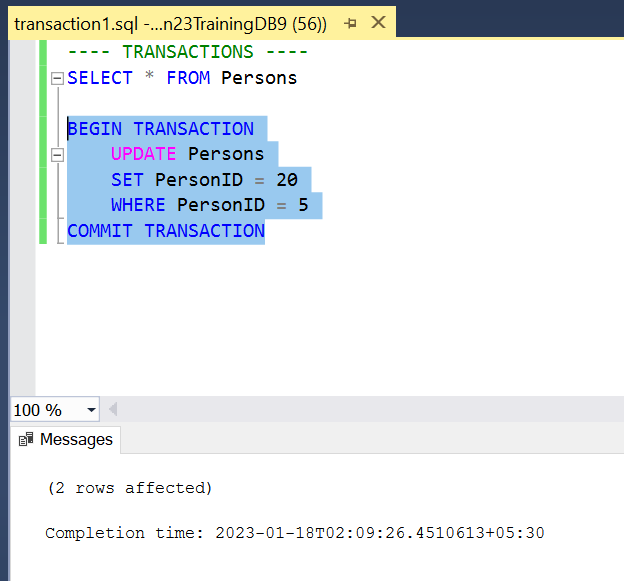 transaction1.sql -...n23TrainingDB9 (56))
---- TRANSACTIONS ----
SELECT * FROM Persons
BEGIN TRANSACTION
UPDATE Persons
SET PersonID = 20
WHERE PersonID = 5
COMMIT TRANSACTION
100 %
Messages
(2 rows affected)
Completion time: 2023-01-18T02:09:26.4510613+05:30